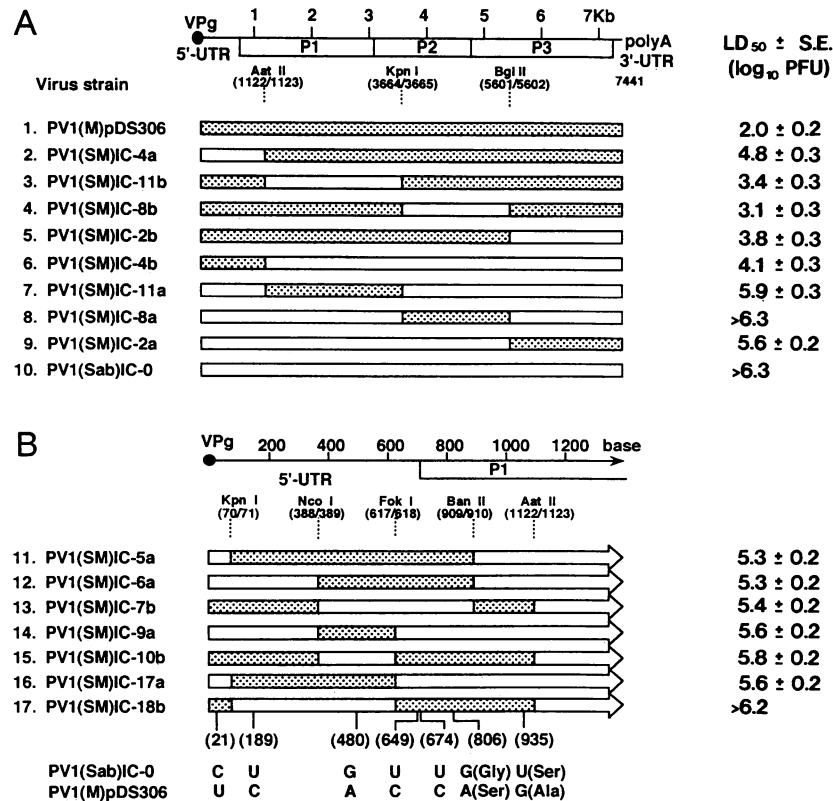 A
VPg 1 2 3 4 5 6 7Kb
5'-UTR P1 P2 P3 polyA
3'-UTR
7441
LD50 ± S.E.
(log10 PFU)
Virus strain
Aat II Kpn I Bgl II
(1122/1123) (3664/3665) (5601/5602)
1. PV1(M)pDS306 2.0 ± 0.2
2. PV1(SM)IC-4a 4.8 ± 0.3
3. PV1(SM)IC-11b 3.4 ± 0.3
4. PV1(SM)IC-8b 3.1 ± 0.3
5. PV1(SM)IC-2b 3.8 ± 0.3
6. PV1(SM)IC-4b 4.1 ± 0.3
7. PV1(SM)IC-11a 5.9 ± 0.3
8. PV1(SM)IC-8a >6.3
9. PV1(SM)IC-2a 5.6 ± 0.2
10. PV1(Sab)IC-0 >6.3
B
VPg 200 400 600 800 1000 1200 base
5'-UTR P1
Kpn I Nco I Fok I Ban II Aat II
(70/71) (388/389) (617/618) (909/910) (1122/1123)
11. PV1(SM)IC-5a 5.3 ± 0.2
12. PV1(SM)IC-6a 5.3 ± 0.2
13. PV1(SM)IC-7b 5.4 ± 0.2
14. PV1(SM)IC-9a 5.6 ± 0.2
15. PV1(SM)IC-10b 5.8 ± 0.2
16. PV1(SM)IC-17a 5.6 ± 0.2
17. PV1(SM)IC-18b >6.2
(21) (189) (480) (649) (674) (806) (935)
PV1(Sab)IC-0 C U G U U G(Gly) U(Ser)
PV1(M)pDS306 U C A C C A(Ser) G(Ala)